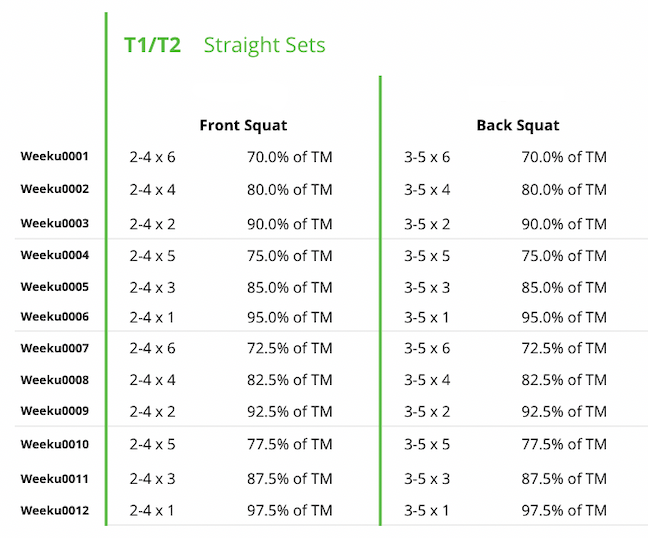 T1/T2 Straight Sets
Front Squat Back Squat
Weeku0001 2-4 x 6 70.0% of TM 3-5 x 6 70.0% of TM
Weeku0002 2-4 x 4 80.0% of TM 3-5 x 4 80.0% of TM
Weeku0003 2-4 x 2 90.0% of TM 3-5 x 2 90.0% of TM
Weeku0004 2-4 x 5 75.0% of TM 3-5 x 5 75.0% of TM
Weeku0005 2-4 x 3 85.0% of TM 3-5 x 3 85.0% of TM
Weeku0006 2-4 x 1 95.0% of TM 3-5 x 1 95.0% of TM
Weeku0007 2-4 x 6 72.5% of TM 3-5 x 6 72.5% of TM
Weeku0008 2-4 x 4 82.5% of TM 3-5 x 4 82.5% of TM
Weeku0009 2-4 x 2 92.5% of TM 3-5 x 2 92.5% of TM
Weeku0010 2-4 x 5 77.5% of TM 3-5 x 5 77.5% of TM
Weeku0011 2-4 x 3 87.5% of TM 3-5 x 3 87.5% of TM
Weeku0012 2-4 x 1 97.5% of TM 3-5 x 1 97.5% of TM